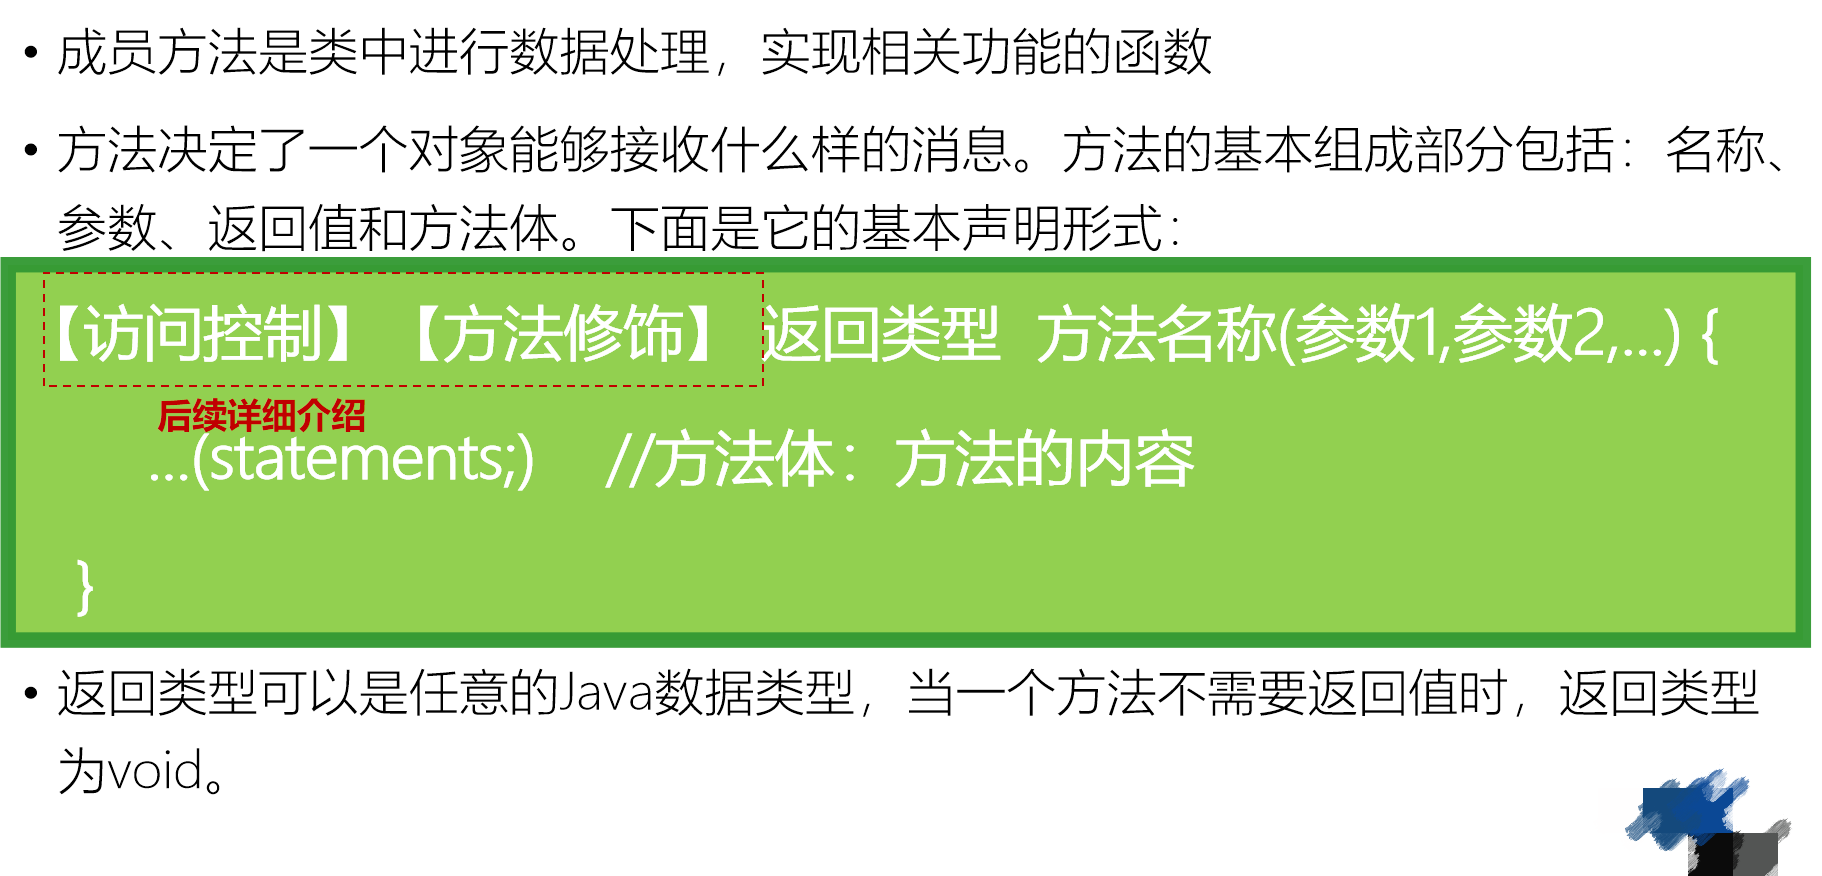 • 成员方法是类中进行数据处理，实现相关功能的函数
• 方法决定了一个对象能够接收什么样的消息。方法的基本组成部分包括：名称、
参数、返回值和方法体。下面是它的基本声明形式：
【访问控制】【方法修饰】 返回类型 方法名称(参数1,参数2,...) {
后续详细介绍
...(statements;) //方法体：方法的内容
}
• 返回类型可以是任意的Java数据类型，当一个方法不需要返回值时，返回类型
为void。